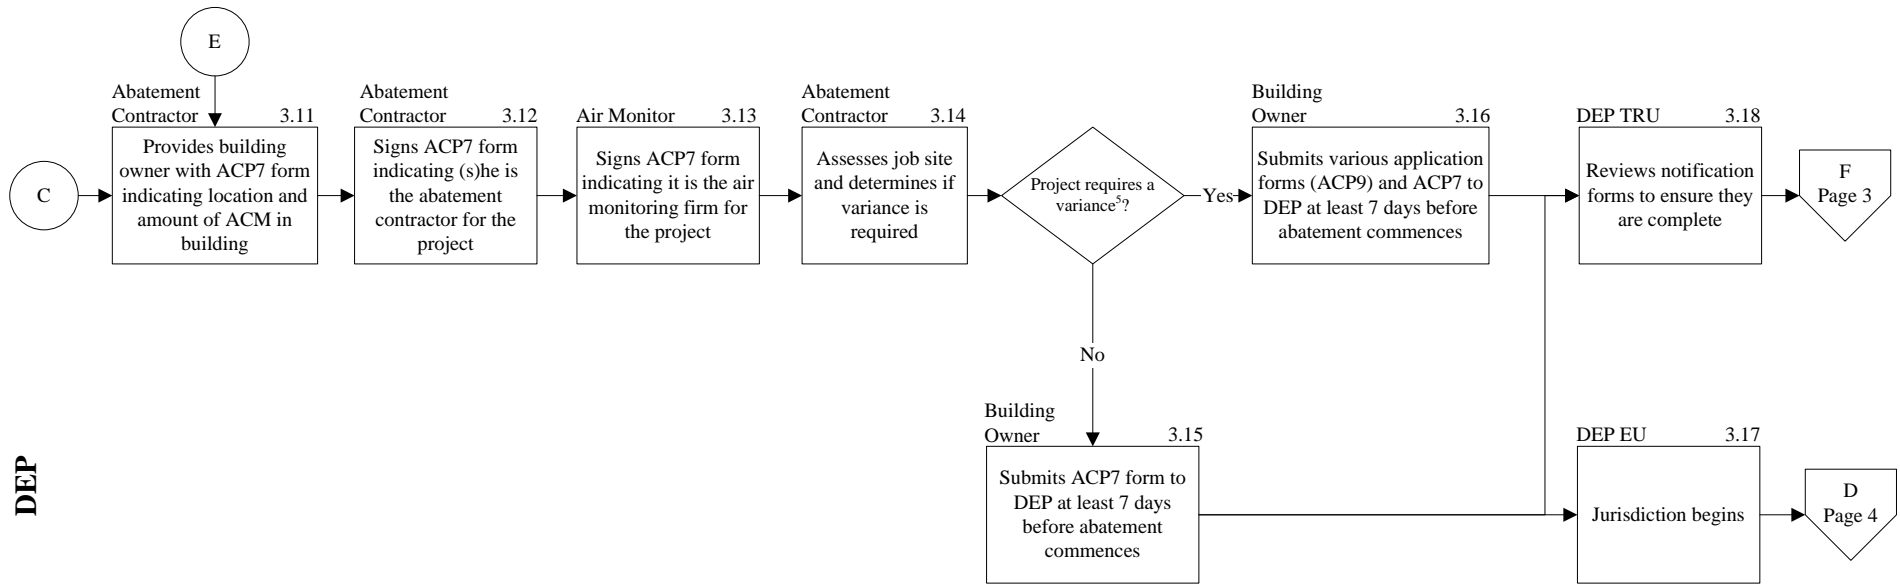 E
C
Abatement
Contractor 3.11
Provides building
owner with ACP7 form
indicating location and
amount of ACM in
building
Abatement
Contractor 3.12
Signs ACP7 form
indicating (s)he is
the abatement
contractor for the
project
Air Monitor 3.13
Signs ACP7 form
indicating it is the air
monitoring firm for
the project
Abatement
Contractor 3.14
Assesses job site
and determines if
variance is
required
Project requires a
variance⁵?
Yes
No
Building
Owner 3.16
Submits various application
forms (ACP9) and ACP7 to
DEP at least 7 days before
abatement commences
DEP TRU 3.18
Reviews notification
forms to ensure they
are complete
F
Page 3
Building
Owner 3.15
Submits ACP7 form to
DEP at least 7 days
before abatement
commences
DEP EU 3.17
Jurisdiction begins
D
Page 4
DEP